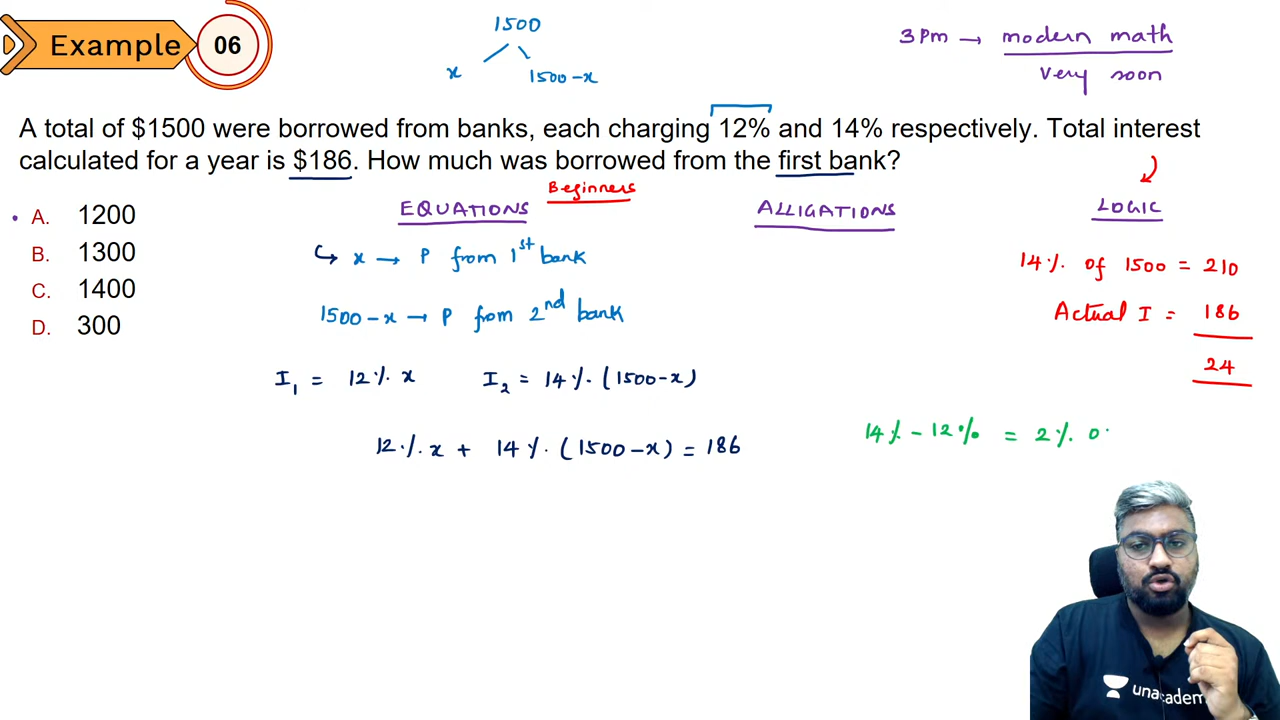 Example 06
1500
x 1500-x
3 Pm → modern math
very soon
A total of $1500 were borrowed from banks, each charging 12% and 14% respectively. Total interest
calculated for a year is $186. How much was borrowed from the first bank?
Beginners
A. 1200
B. 1300
C. 1400
D. 300
EQUATIONS
x → P from 1st bank
1500-x → P from 2nd bank
I1 = 12% x I2 = 14% (1500-x)
12% x + 14% (1500-x) = 186
ALLIGATIONS
LOGIC
14% of 1500 = 210
Actual I = 186
24
14% - 12% = 2% o
unacadem